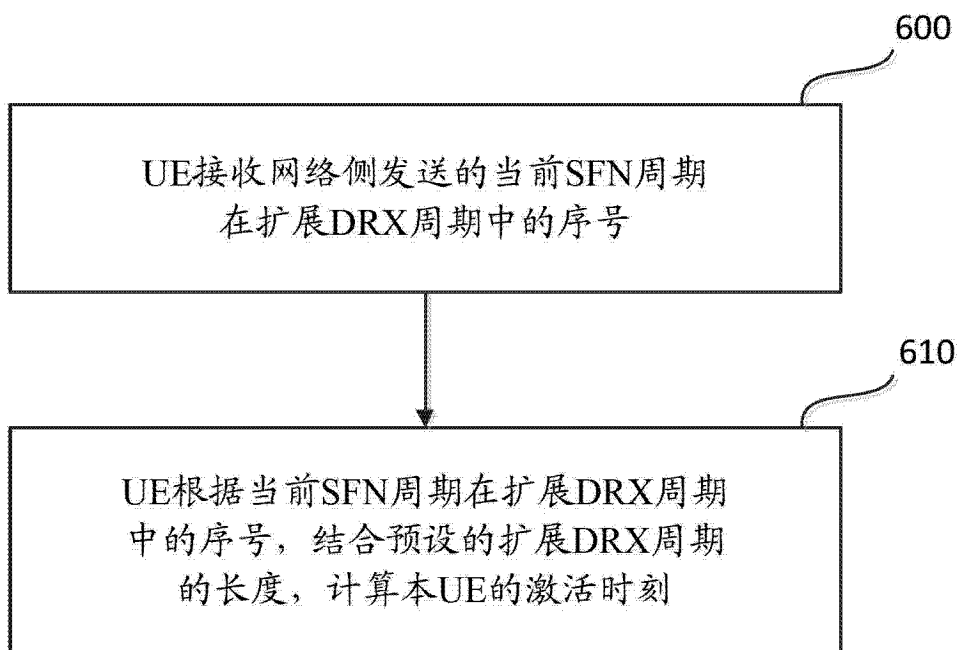 600
UE接收网络侧发送的当前SFN周期
在扩展DRX周期中的序号
610
UE根据当前SFN周期在扩展DRX周期
中的序号，结合预设的扩展DRX周期
的长度，计算本UE的激活时刻